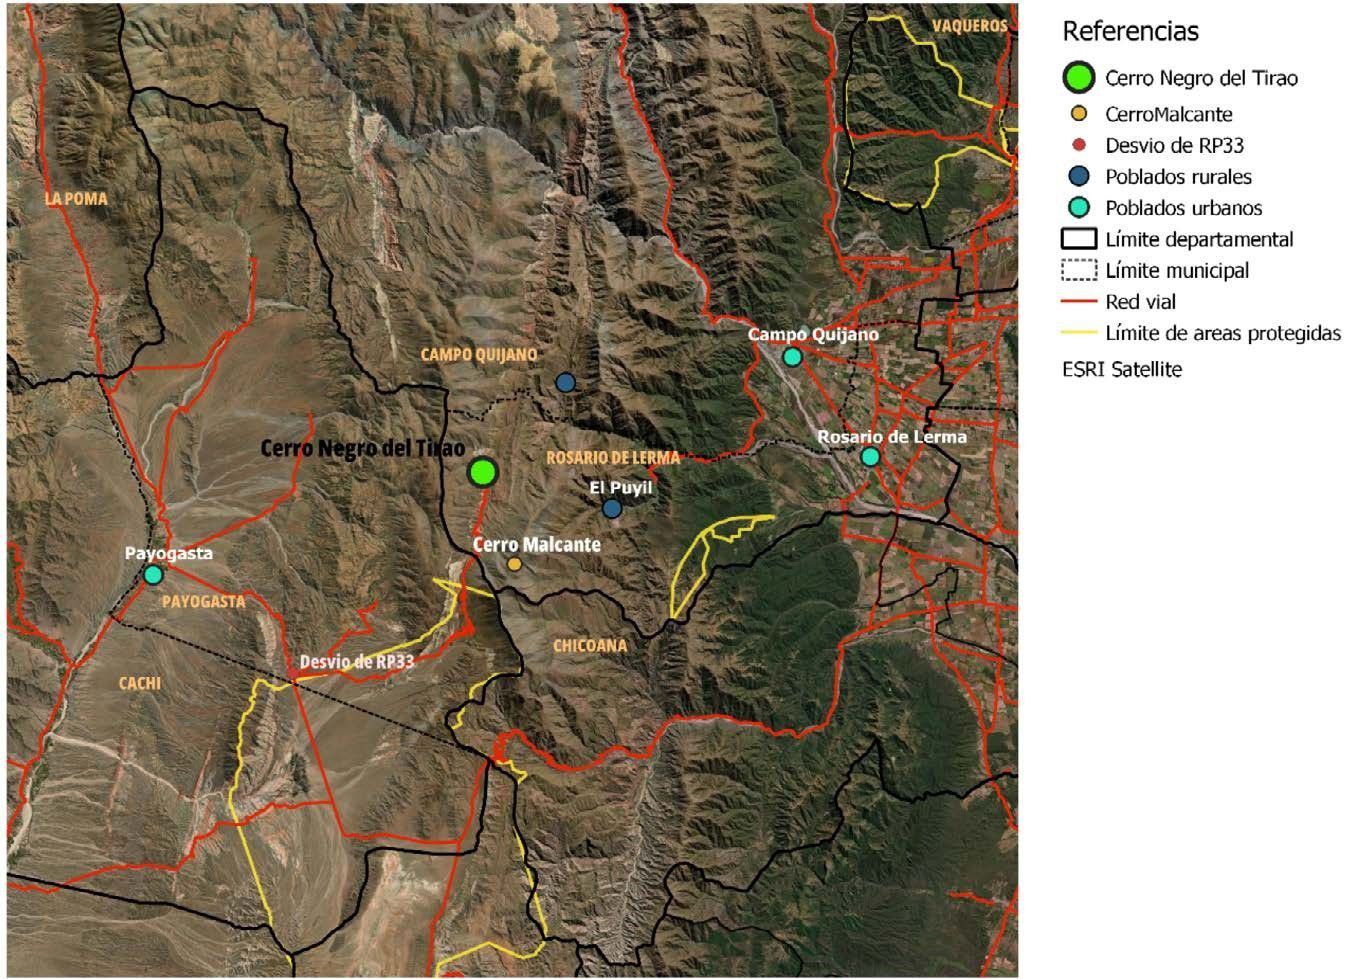 VAQUEROS
LA POMA
Campo Quijano
CAMPO QUIJANO
Rosario de Lerma
Cerro Negro del Tirao
ROSARIO DE LERMA
El Puyil
Cerro Malcante
Payogasta
PAYOGASTA
CHICOANA
Desvio de RP33
CACHI
Referencias
Cerro Negro del Tirao
CerroMalcante
Desvio de RP33
Poblados rurales
Poblados urbanos
Límite departamental
Límite municipal
Red vial
Límite de areas protegidas
ESRI Satellite